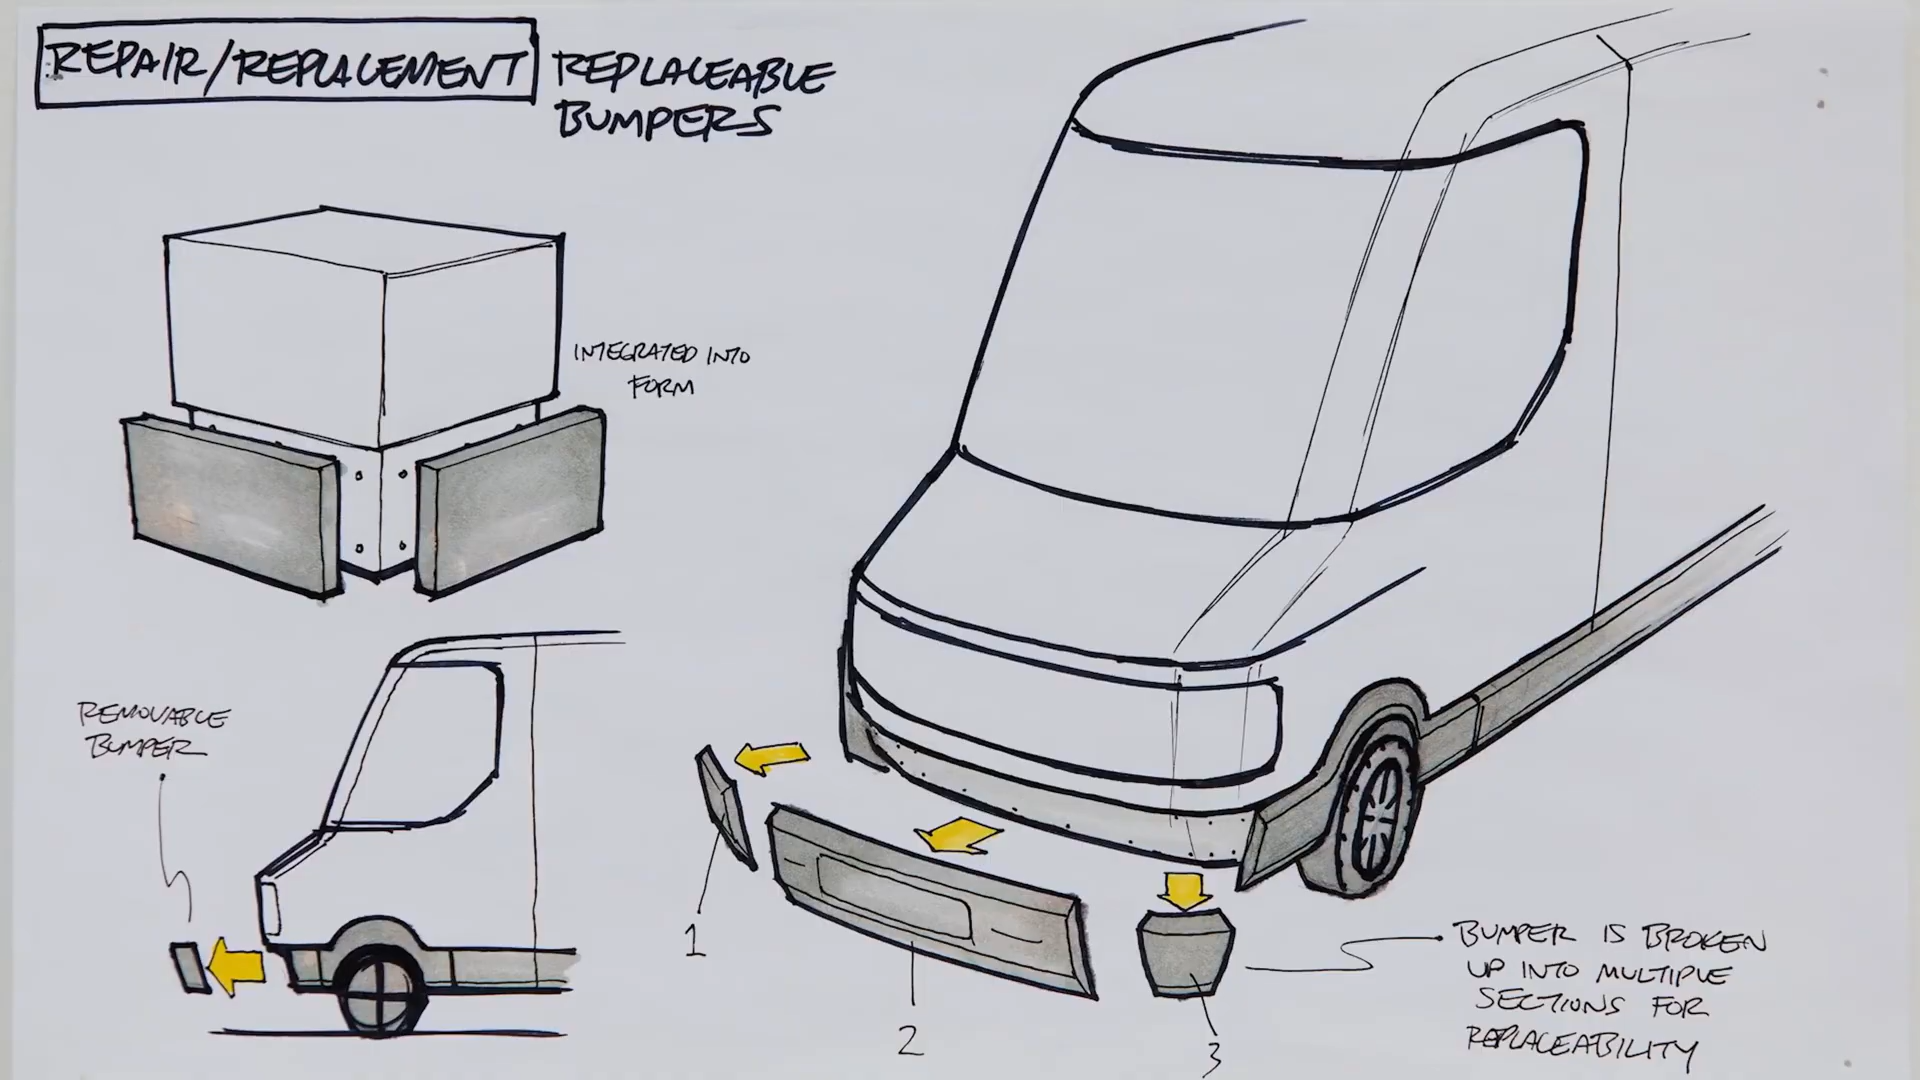 REPAIR/REPLACEMENT
REPLACEABLE
BUMPERS
INTEGRATED INTO
FORM
REMOVABLE
BUMPER
1
2
3
BUMPER IS BROKEN
UP INTO MULTIPLE
SECTIONS FOR
REPLACEABILITY